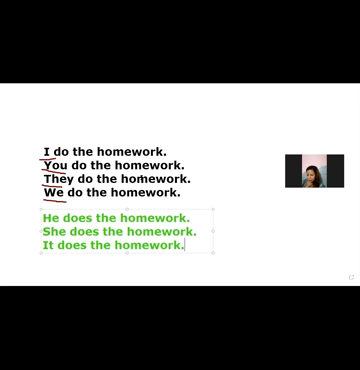 I do the homework.
You do the homework.
They do the homework.
We do the homework.
He does the homework.
She does the homework.
It does the homework.